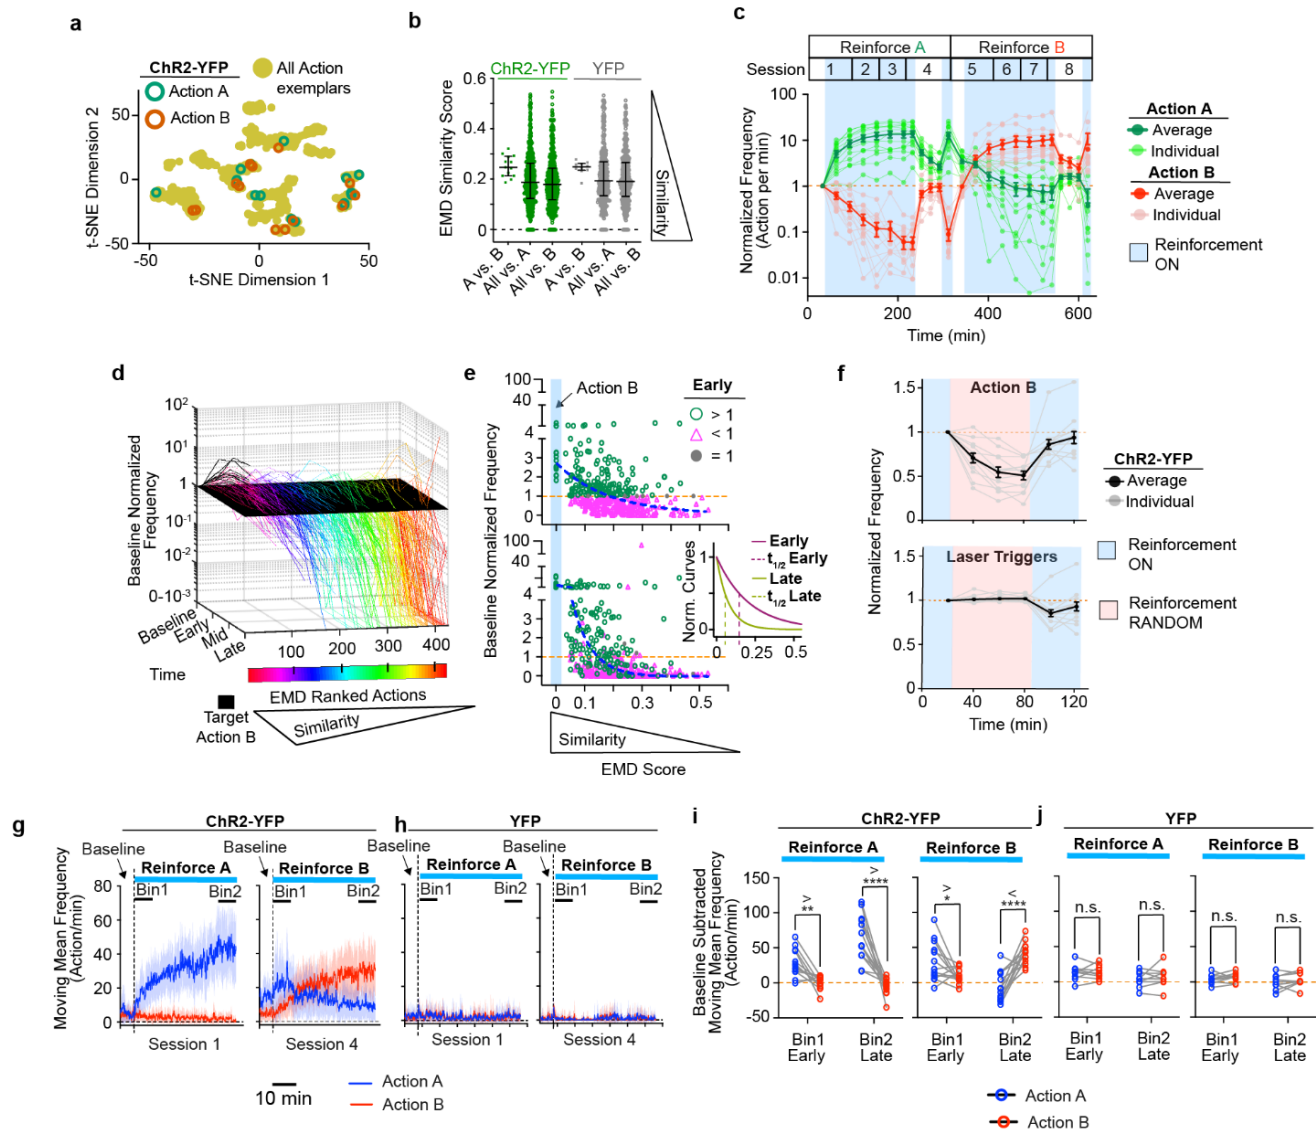 a
ChR2-YFP
All Action
exemplars
Action A
Action B
t-SNE Dimension 2
50
0
-50
-50
0
50
t-SNE Dimension 1
b
ChR2-YFP
YFP
EMD Similarity Score
0.6
0.4
0.2
0
Similarity
A vs. B
All vs. A
All vs. B
A vs. B
All vs. A
All vs. B
c
Reinforce A
Reinforce B
Session
1
2
3
4
5
6
7
8
Normalized Frequency
(Action per min)
100
10
1
0.1
0.01
0
200
400
600
Time (min)
Action A
Average
Individual
Action B
Average
Individual
Reinforcement
ON
d
Baseline Normalized
Frequency
10²
10¹
1
10⁻¹
10⁻²
0-10⁻³
Baseline
Early
Mid
Late
Time
100
200
300
400
EMD Ranked Actions
Target
Action B
Similarity
e
Action B
Early
> 1
< 1
= 1
Baseline Normalized Frequency
100
40
4
3
2
1
0
100
40
4
3
2
1
0
0
0.1
0.3
0.5
Norm. Curves
1
0
0
0.25
0.5
Early
t1/2 Early
Late
t1/2 Late
Similarity
EMD Score
f
Action B
Normalized Frequency
1.5
1
0.5
0
Laser Triggers
1.5
1
0.5
0
0
40
80
120
Time (min)
ChR2-YFP
Average
Individual
Reinforcement
ON
Reinforcement
RANDOM
g
ChR2-YFP
Baseline
Baseline
Reinforce A
Reinforce B
Bin1
Bin2
Bin1
Bin2
Moving Mean Frequency
(Action/min)
80
60
40
20
0
Session 1
Session 4
10 min
Action A
Action B
h
YFP
Baseline
Reinforce A
Reinforce B
Bin1
Bin2
Bin1
Bin2
Session 1
Session 4
i
ChR2-YFP
Reinforce A
Reinforce B
Baseline Subtracted
Moving Mean Frequency
(Action/min)
150
100
50
0
-50
>
**
>
****
>
*
<
****
Bin1
Early
Bin2
Late
Bin1
Early
Bin2
Late
j
YFP
Reinforce A
Reinforce B
n.s.
n.s.
n.s.
n.s.
Bin1
Early
Bin2
Late
Bin1
Early
Bin2
Late
Action A
Action B